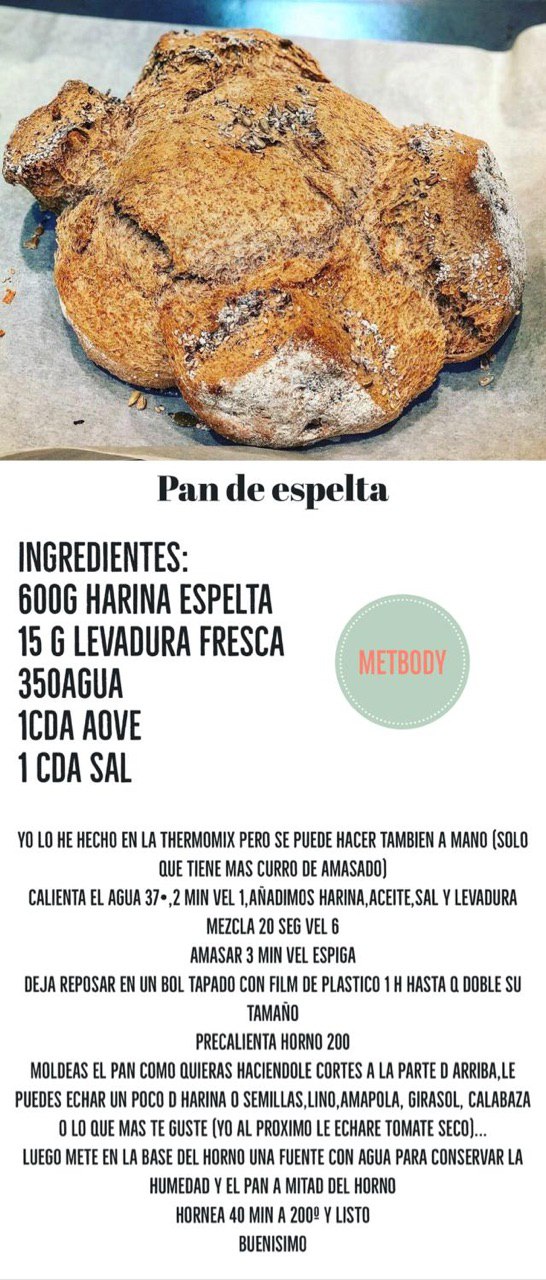 Pan de espelta
INGREDIENTES:
600G HARINA ESPELTA
15 G LEVADURA FRESCA
350AGUA
1CDA AOVE
1 CDA SAL
METBODY
YO LO HE HECHO EN LA THERMOMIX PERO SE PUEDE HACER TAMBIEN A MANO (SOLO
QUE TIENE MAS CURRO DE AMASADO)
CALIENTA EL AGUA 37•,2 MIN VEL 1,AÑADIMOS HARINA,ACEITE,SAL Y LEVADURA
MEZCLA 20 SEG VEL 6
AMASAR 3 MIN VEL ESPIGA
DEJA REPOSAR EN UN BOL TAPADO CON FILM DE PLASTICO 1 H HASTA Q DOBLE SU
TAMAÑO
PRECALIENTA HORNO 200
MOLDEAS EL PAN COMO QUIERAS HACIENDOLE CORTES A LA PARTE D ARRIBA,LE
PUEDES ECHAR UN POCO D HARINA O SEMILLAS,LINO,AMAPOLA, GIRASOL, CALABAZA
O LO QUE MAS TE GUSTE (YO AL PROXIMO LE ECHARE TOMATE SECO)...
LUEGO METE EN LA BASE DEL HORNO UNA FUENTE CON AGUA PARA CONSERVAR LA
HUMEDAD Y EL PAN A MITAD DEL HORNO
HORNEA 40 MIN A 200º Y LISTO
BUENISIMO